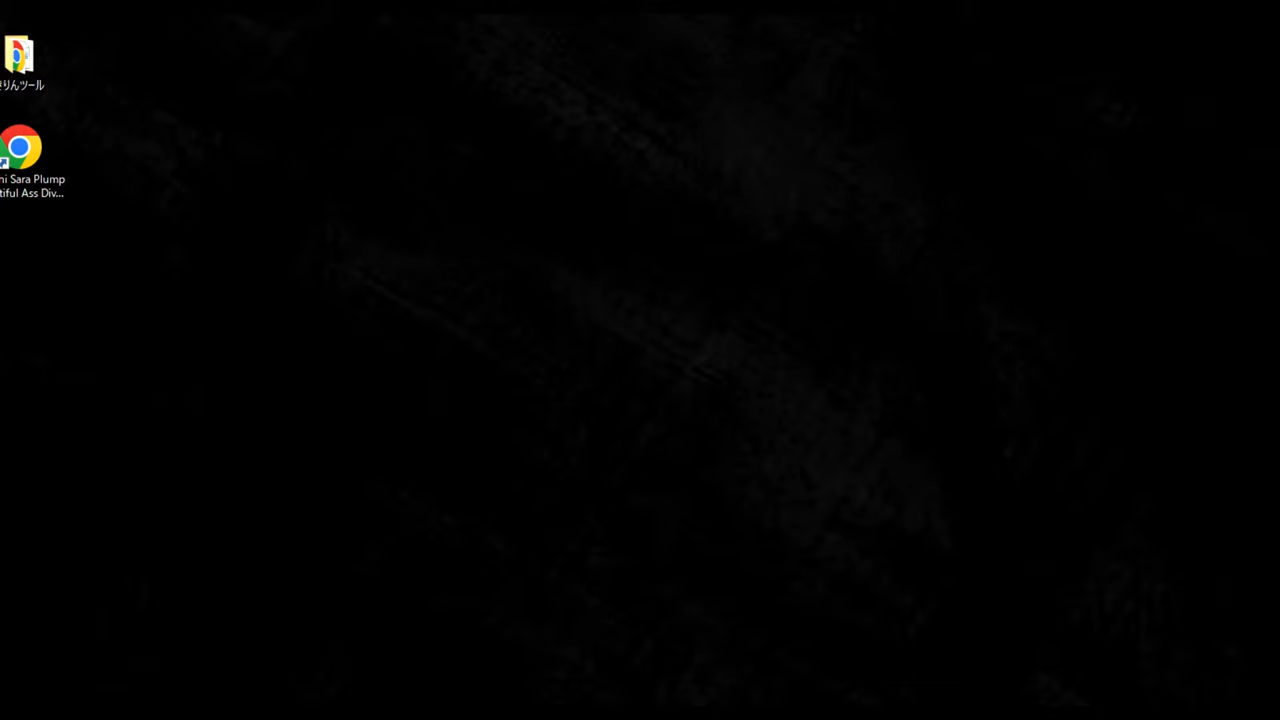 りんツール
ni Sara Plump
tiful Ass Div...